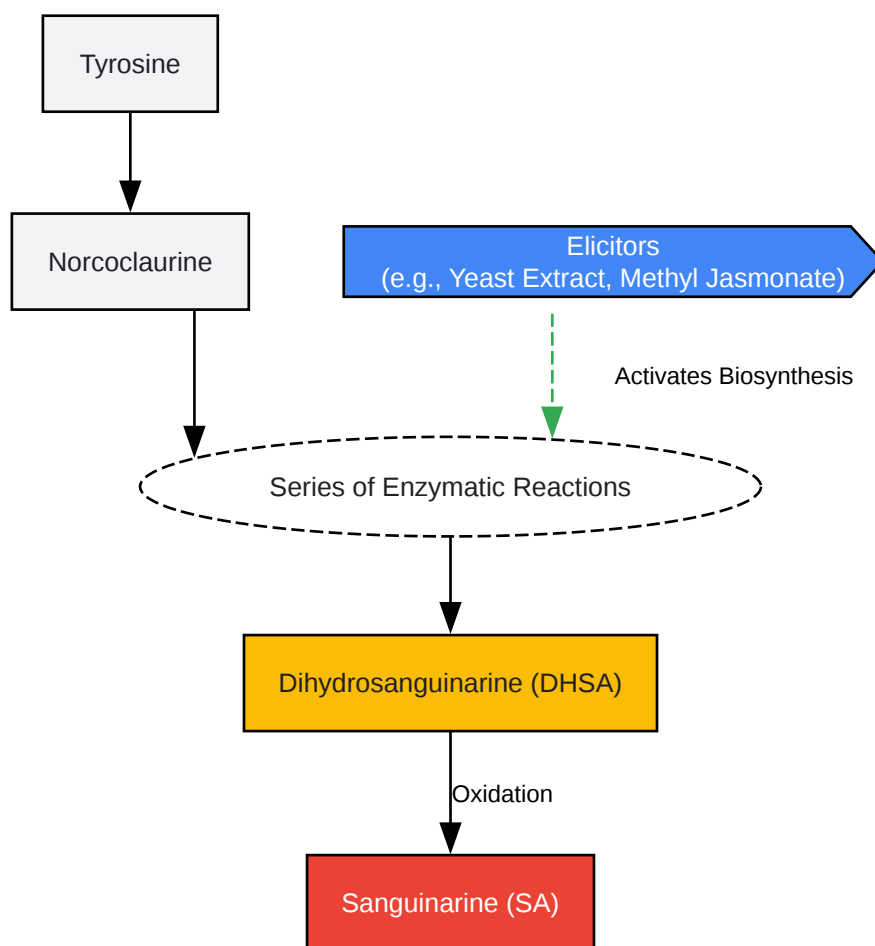 Tyrosine
Norcoclaurine
Elicitors
(e.g., Yeast Extract, Methyl Jasmonate)
Activates Biosynthesis
Series of Enzymatic Reactions
Dihydrosanguinarine (DHSA)
Oxidation
Sanguinarine (SA)